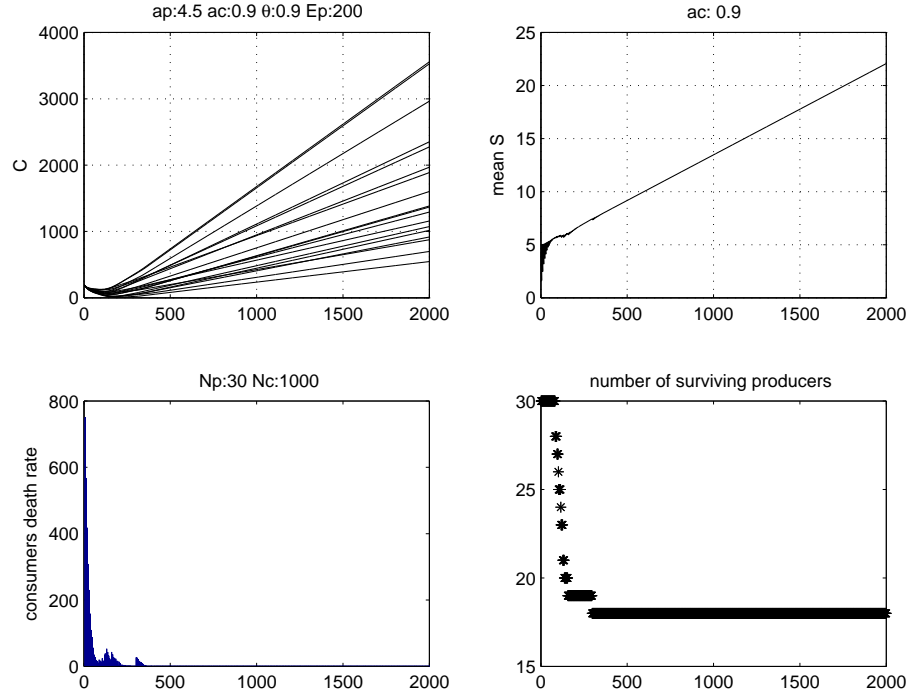 ap:4.5 ac:0.9 θ:0.9 Ep:200
4000
3000
2000
1000
0
C
0 500 1000 1500 2000
ac: 0.9
25
20
15
10
5
0
mean S
0 500 1000 1500 2000
Np:30 Nc:1000
800
600
400
200
0
consumers death rate
0 500 1000 1500 2000
number of surviving producers
30
25
20
15
0 500 1000 1500 2000